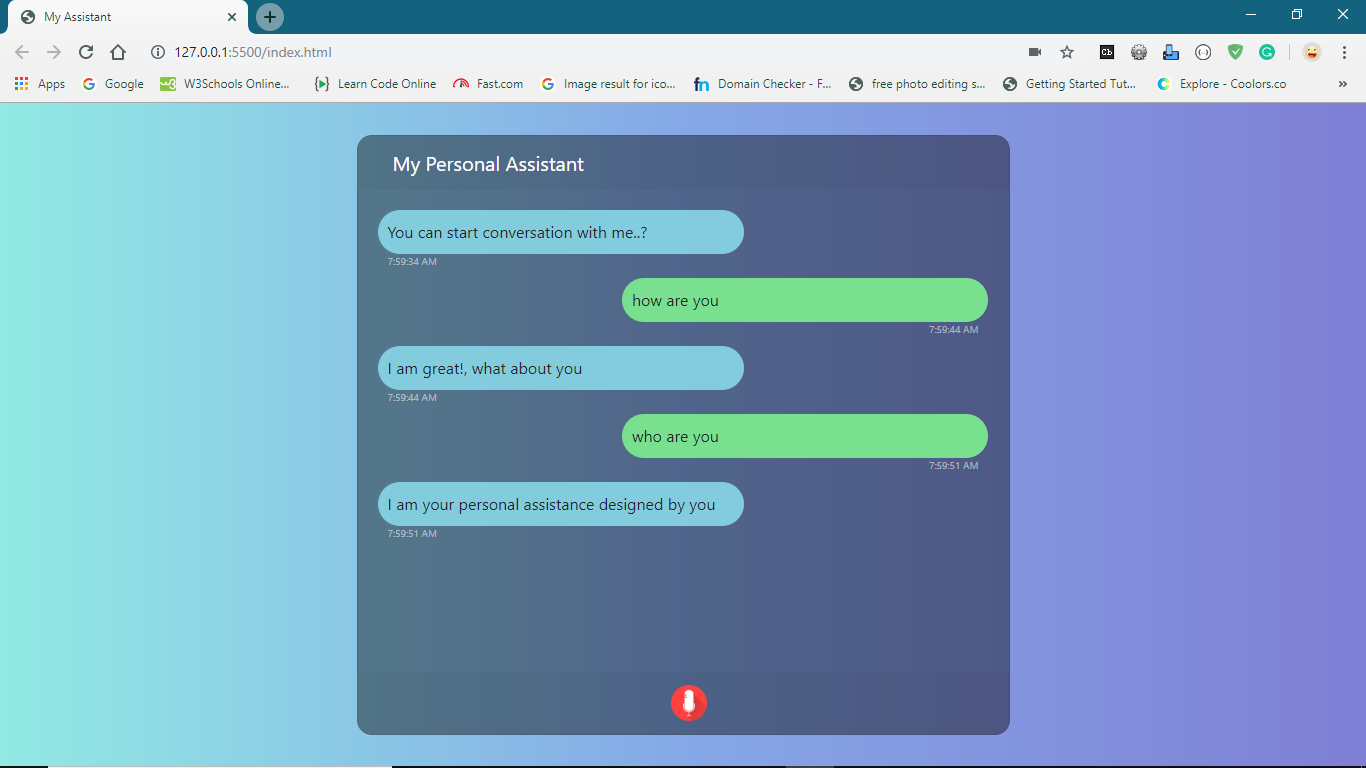 My Assistant
127.0.0.1:5500/index.html
Cb
Apps Google W3Schools Online... Learn Code Online Fast.com Image result for ico... Domain Checker - F... free photo editing s... Getting Started Tut... Explore - Coolors.co »
My Personal Assistant
You can start conversation with me..?
7:59:34 AM
how are you
7:59:44 AM
I am great!, what about you
7:59:44 AM
who are you
7:59:51 AM
I am your personal assistance designed by you
7:59:51 AM